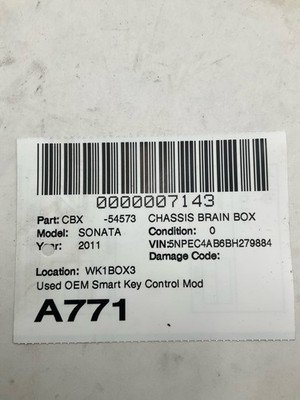 0000007143
Part: CBX -54573 CHASSIS BRAIN BOX
Model: SONATA Condition: 0
Year: 2011 VIN:5NPEC4AB6BH279884
Damage Code:
Location: WK1BOX3
Used OEM Smart Key Control Mod
A771